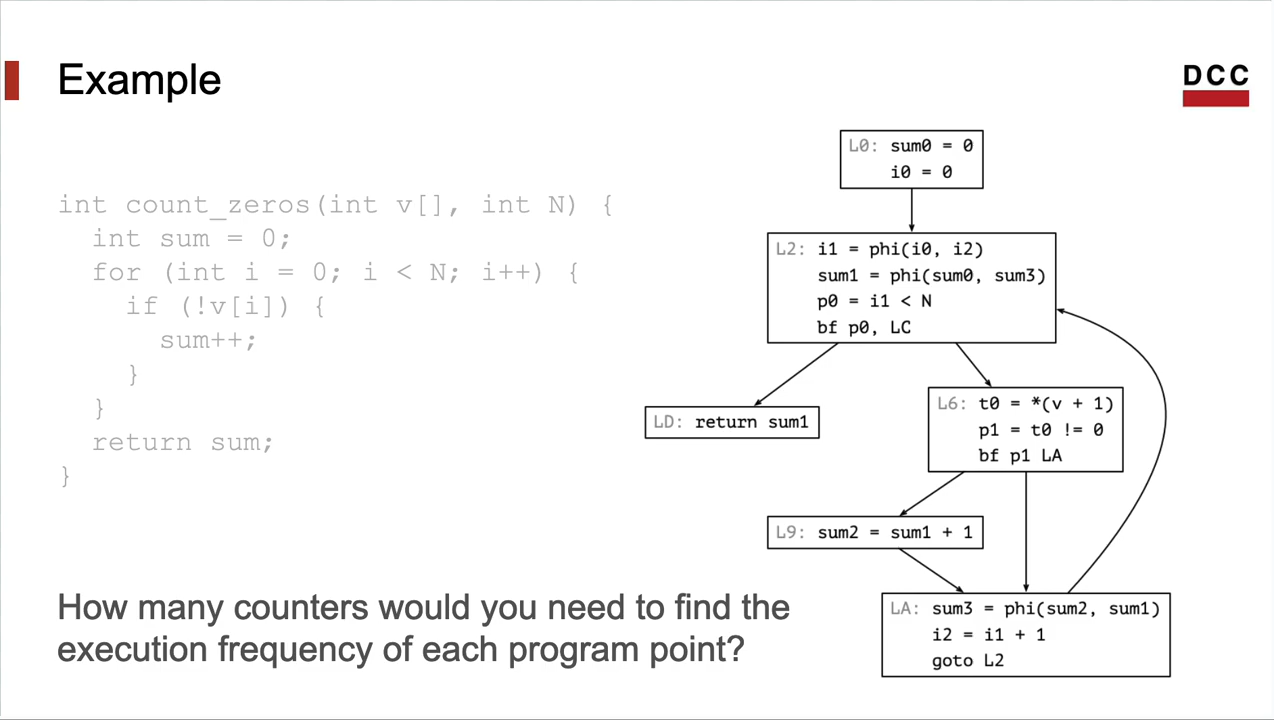 Example
DCC
int count_zeros(int v[], int N) {
int sum = 0;
for (int i = 0; i < N; i++) {
if (!v[i]) {
sum++;
}
}
return sum;
}
How many counters would you need to find the
execution frequency of each program point?
L0: sum0 = 0
i0 = 0
L2: i1 = phi(i0, i2)
sum1 = phi(sum0, sum3)
p0 = i1 < N
bf p0, LC
LD: return sum1
L6: t0 = *(v + 1)
p1 = t0 != 0
bf p1 LA
L9: sum2 = sum1 + 1
LA: sum3 = phi(sum2, sum1)
i2 = i1 + 1
goto L2